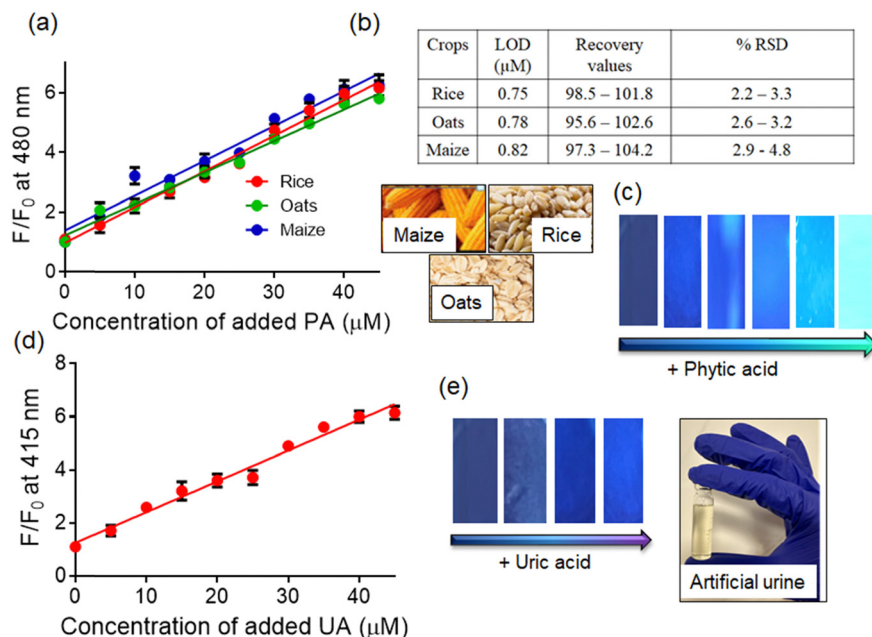 (a)
F/F0 at 480 nm
6
4
2
0
Rice
Oats
Maize
0 10 20 30 40
Concentration of added PA (μM)
(b)
Crops LOD (μM) Recovery values % RSD
Rice 0.75 98.5 – 101.8 2.2 – 3.3
Oats 0.78 95.6 – 102.6 2.6 – 3.2
Maize 0.82 97.3 – 104.2 2.9 - 4.8
Maize
Rice
Oats
(c)
+ Phytic acid
(d)
F/F0 at 415 nm
8
6
4
2
0
0 10 20 30 40
Concentration of added UA (μM)
(e)
+ Uric acid
Artificial urine